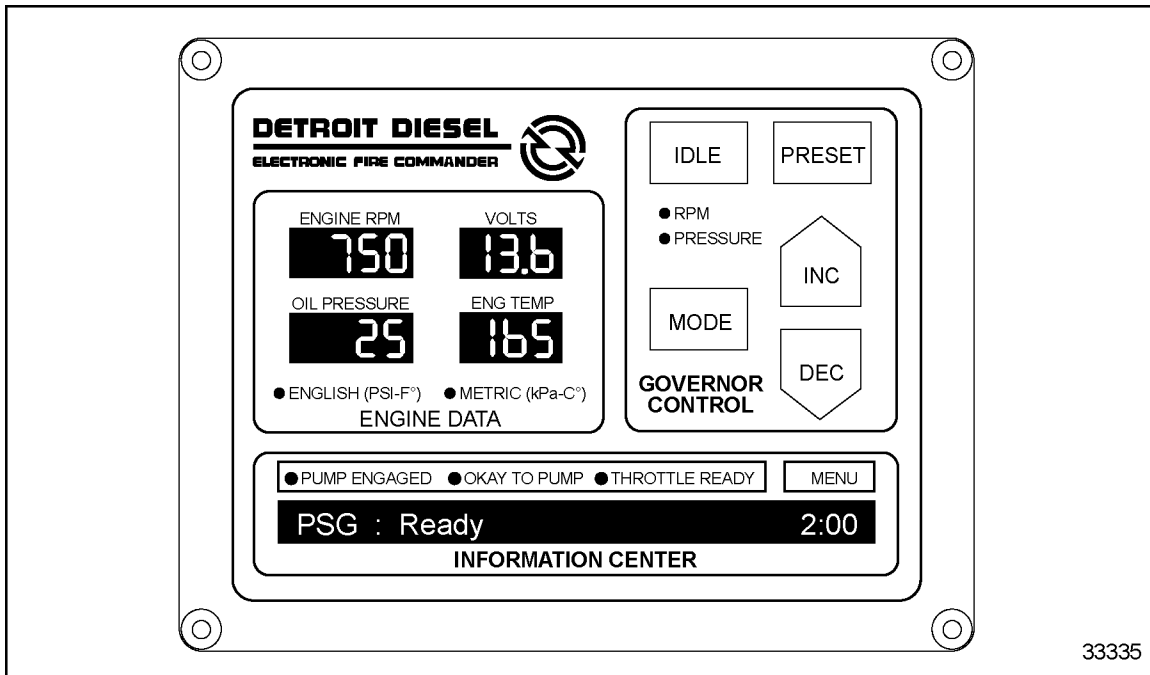 DETROIT DIESEL
ELECTRONIC FIRE COMMANDER
ENGINE RPM VOLTS
750 13.6
OIL PRESSURE ENG TEMP
25 165
ENGLISH (PSI-F°) METRIC (kPa-C°)
ENGINE DATA
IDLE PRESET
RPM
PRESSURE
INC
MODE
DEC
GOVERNOR
CONTROL
PUMP ENGAGED OKAY TO PUMP THROTTLE READY MENU
PSG : Ready 2:00
INFORMATION CENTER
33335